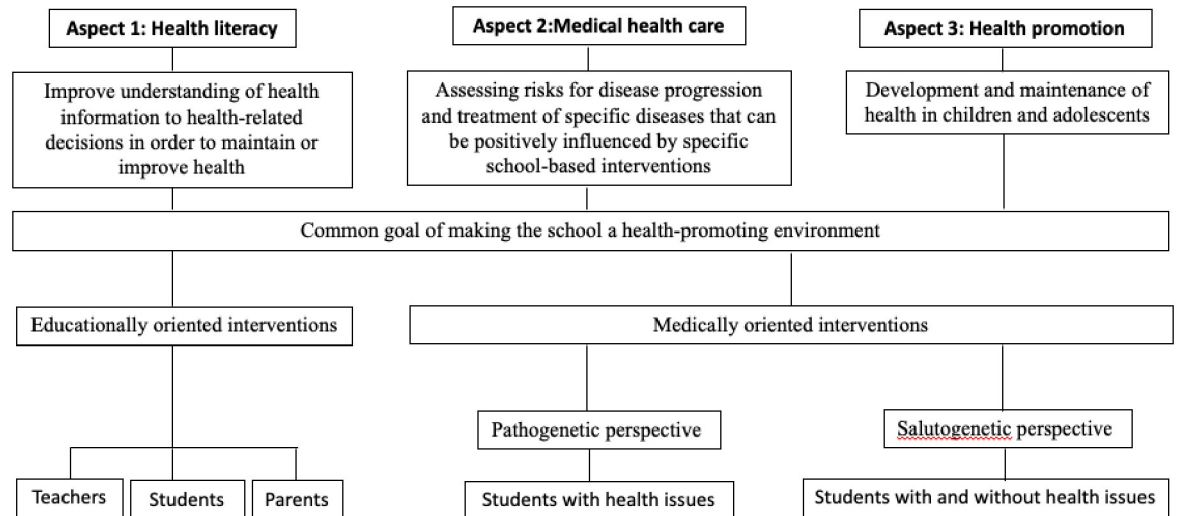 Aspect 1: Health literacy
Aspect 2:Medical health care
Aspect 3: Health promotion
Improve understanding of health
information to health-related
decisions in order to maintain or
improve health
Assessing risks for disease progression
and treatment of specific diseases that can
be positively influenced by specific
school-based interventions
Development and maintenance of
health in children and adolescents
Common goal of making the school a health-promoting environment
Educationally oriented interventions
Medically oriented interventions
Pathogenetic perspective
Salutogenetic perspective
Teachers
Students
Parents
Students with health issues
Students with and without health issues